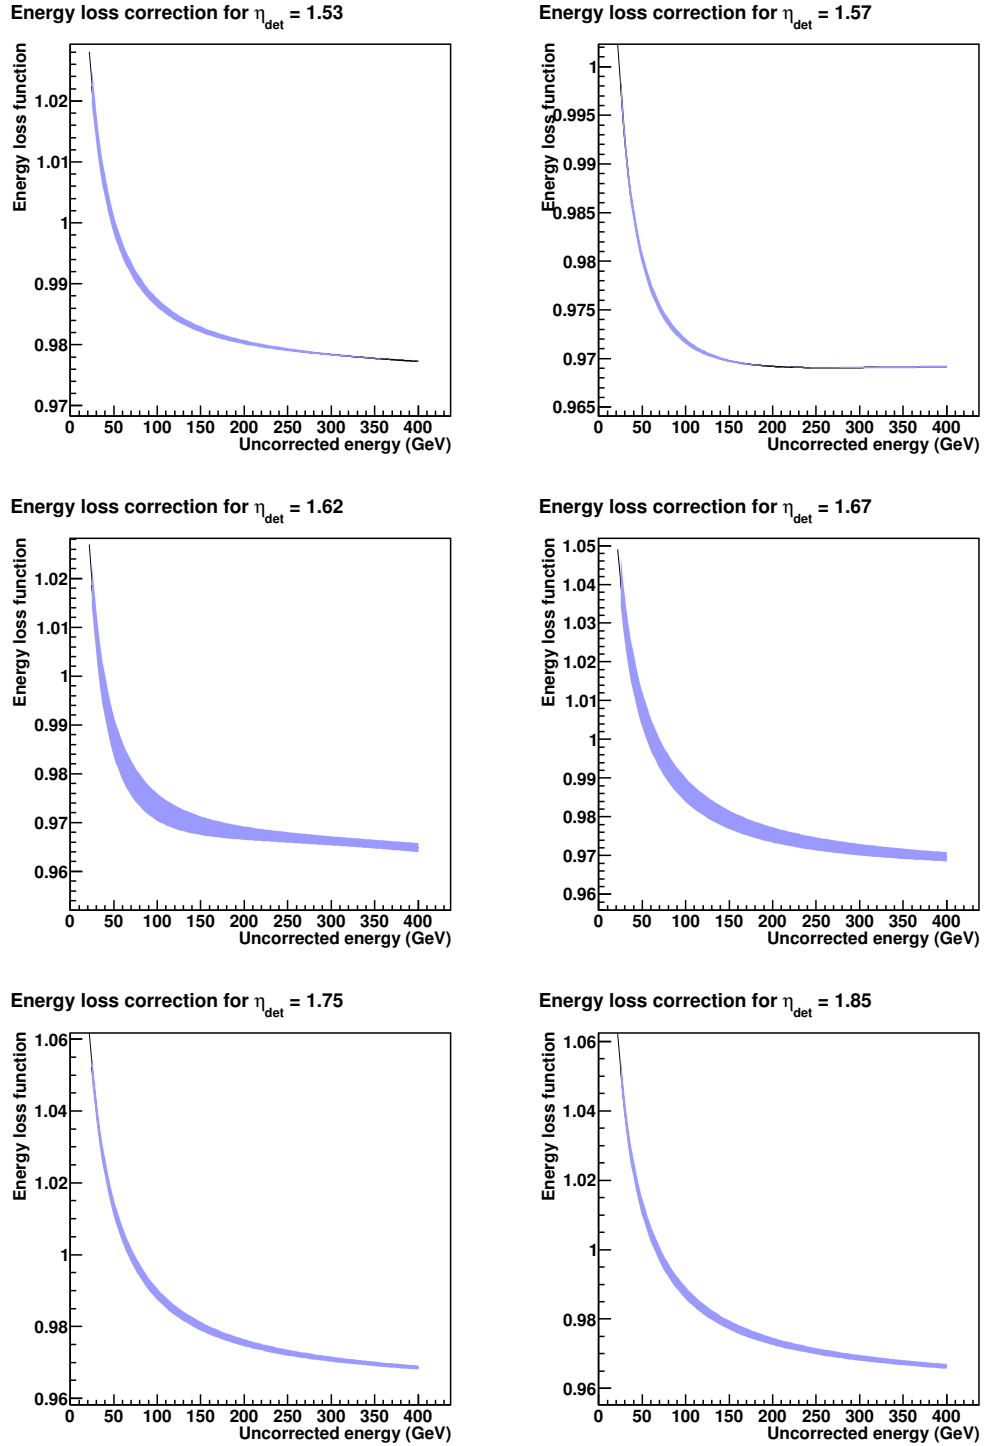 Energy loss correction for ηdet = 1.53
Energy loss function
1.02
1.01
1
0.99
0.98
0.97
0 50 100 150 200 250 300 350 400
Uncorrected energy (GeV)
Energy loss correction for ηdet = 1.57
Energy loss function
1
0.995
0.99
0.985
0.98
0.975
0.97
0.965
0 50 100 150 200 250 300 350 400
Uncorrected energy (GeV)
Energy loss correction for ηdet = 1.62
Energy loss function
1.02
1.01
1
0.99
0.98
0.97
0.96
0 50 100 150 200 250 300 350 400
Uncorrected energy (GeV)
Energy loss correction for ηdet = 1.67
Energy loss function
1.05
1.04
1.03
1.02
1.01
1
0.99
0.98
0.97
0.96
0 50 100 150 200 250 300 350 400
Uncorrected energy (GeV)
Energy loss correction for ηdet = 1.75
Energy loss function
1.06
1.04
1.02
1
0.98
0.96
0 50 100 150 200 250 300 350 400
Uncorrected energy (GeV)
Energy loss correction for ηdet = 1.85
Energy loss function
1.06
1.04
1.02
1
0.98
0.96
0 50 100 150 200 250 300 350 400
Uncorrected energy (GeV)